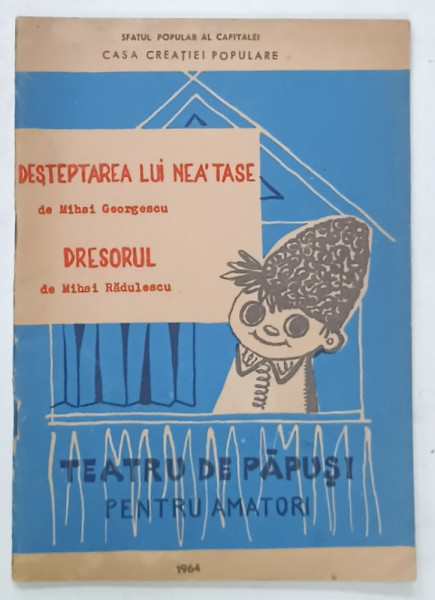 SFATUL POPULAR AL CAPITALEI
CASA CREAȚIEI POPULARE
DEȘTEPTAREA LUI NEA'TASE
de Mihai Georgescu
DRESORUL
de Mihai Rădulescu
TEATRU DE PĂPUȘI
PENTRU AMATORI
1964